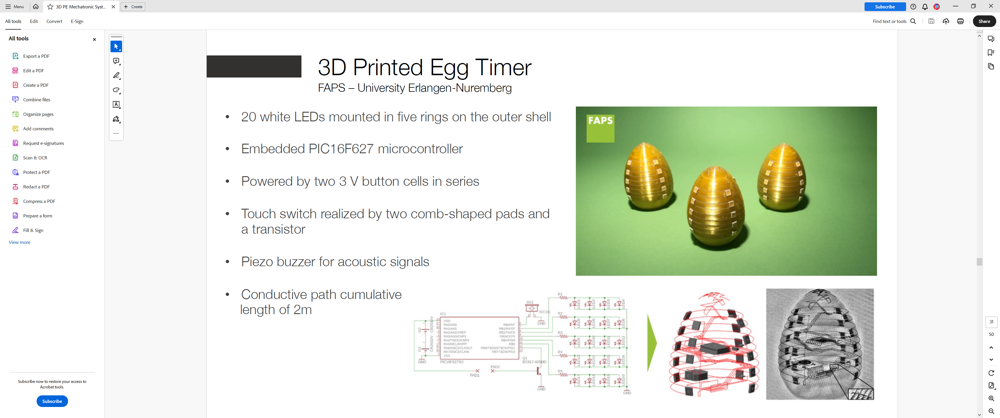 Menu
3D PE Mechatronic Syst...
Create
Subscribe
All tools
Edit
Convert
E-Sign
Find text or tools
Share
All tools
Export a PDF
Edit a PDF
Create a PDF
Combine files
Organize pages
Add comments
Request e-signatures
Scan & OCR
Protect a PDF
Redact a PDF
Compress a PDF
Prepare a form
Fill & Sign
View more
Subscribe now to restore your access to
Acrobat tools.
Subscribe
3D Printed Egg Timer
FAPS – University Erlangen-Nuremberg
• 20 white LEDs mounted in five rings on the outer shell
• Embedded PIC16F627 microcontroller
• Powered by two 3 V button cells in series
• Touch switch realized by two comb-shaped pads and
a transistor
• Piezo buzzer for acoustic signals
• Conductive path cumulative
length of 2m
FAPS
IC1
VDD
RA0/AN0
RA1/AN1
RA2/AN2/VREF
RA3/AN3/CMP1
RA4/TOCKI/CMP2
RA5/MCLR/VPP
RA6/OSC2/CLKOUT
RA7/OSC1/CLKIN
VSS
PIC16F627SO
RB0/INT
RB1/RX/DT
RB2/TX/CK
RB3/CCP1
RB4/PGM
RB5
RB6/T1OSO/T1CKI/PGC
RB7/T1OSI/PGD
G2
CR2032V
G1
CR2032V
GND
PAD1
PAD2
Q1
BC817-40SMD
GND
SG1
GND
R1
LED1 LED2 LED3 LED4
R2
LED5 LED6 LED7 LED8
R3
LED9 LED10 LED11 LED12
R4
LED13 LED14 LED15 LED16
R5
LED17 LED18 LED19 LED20
GND
31
50